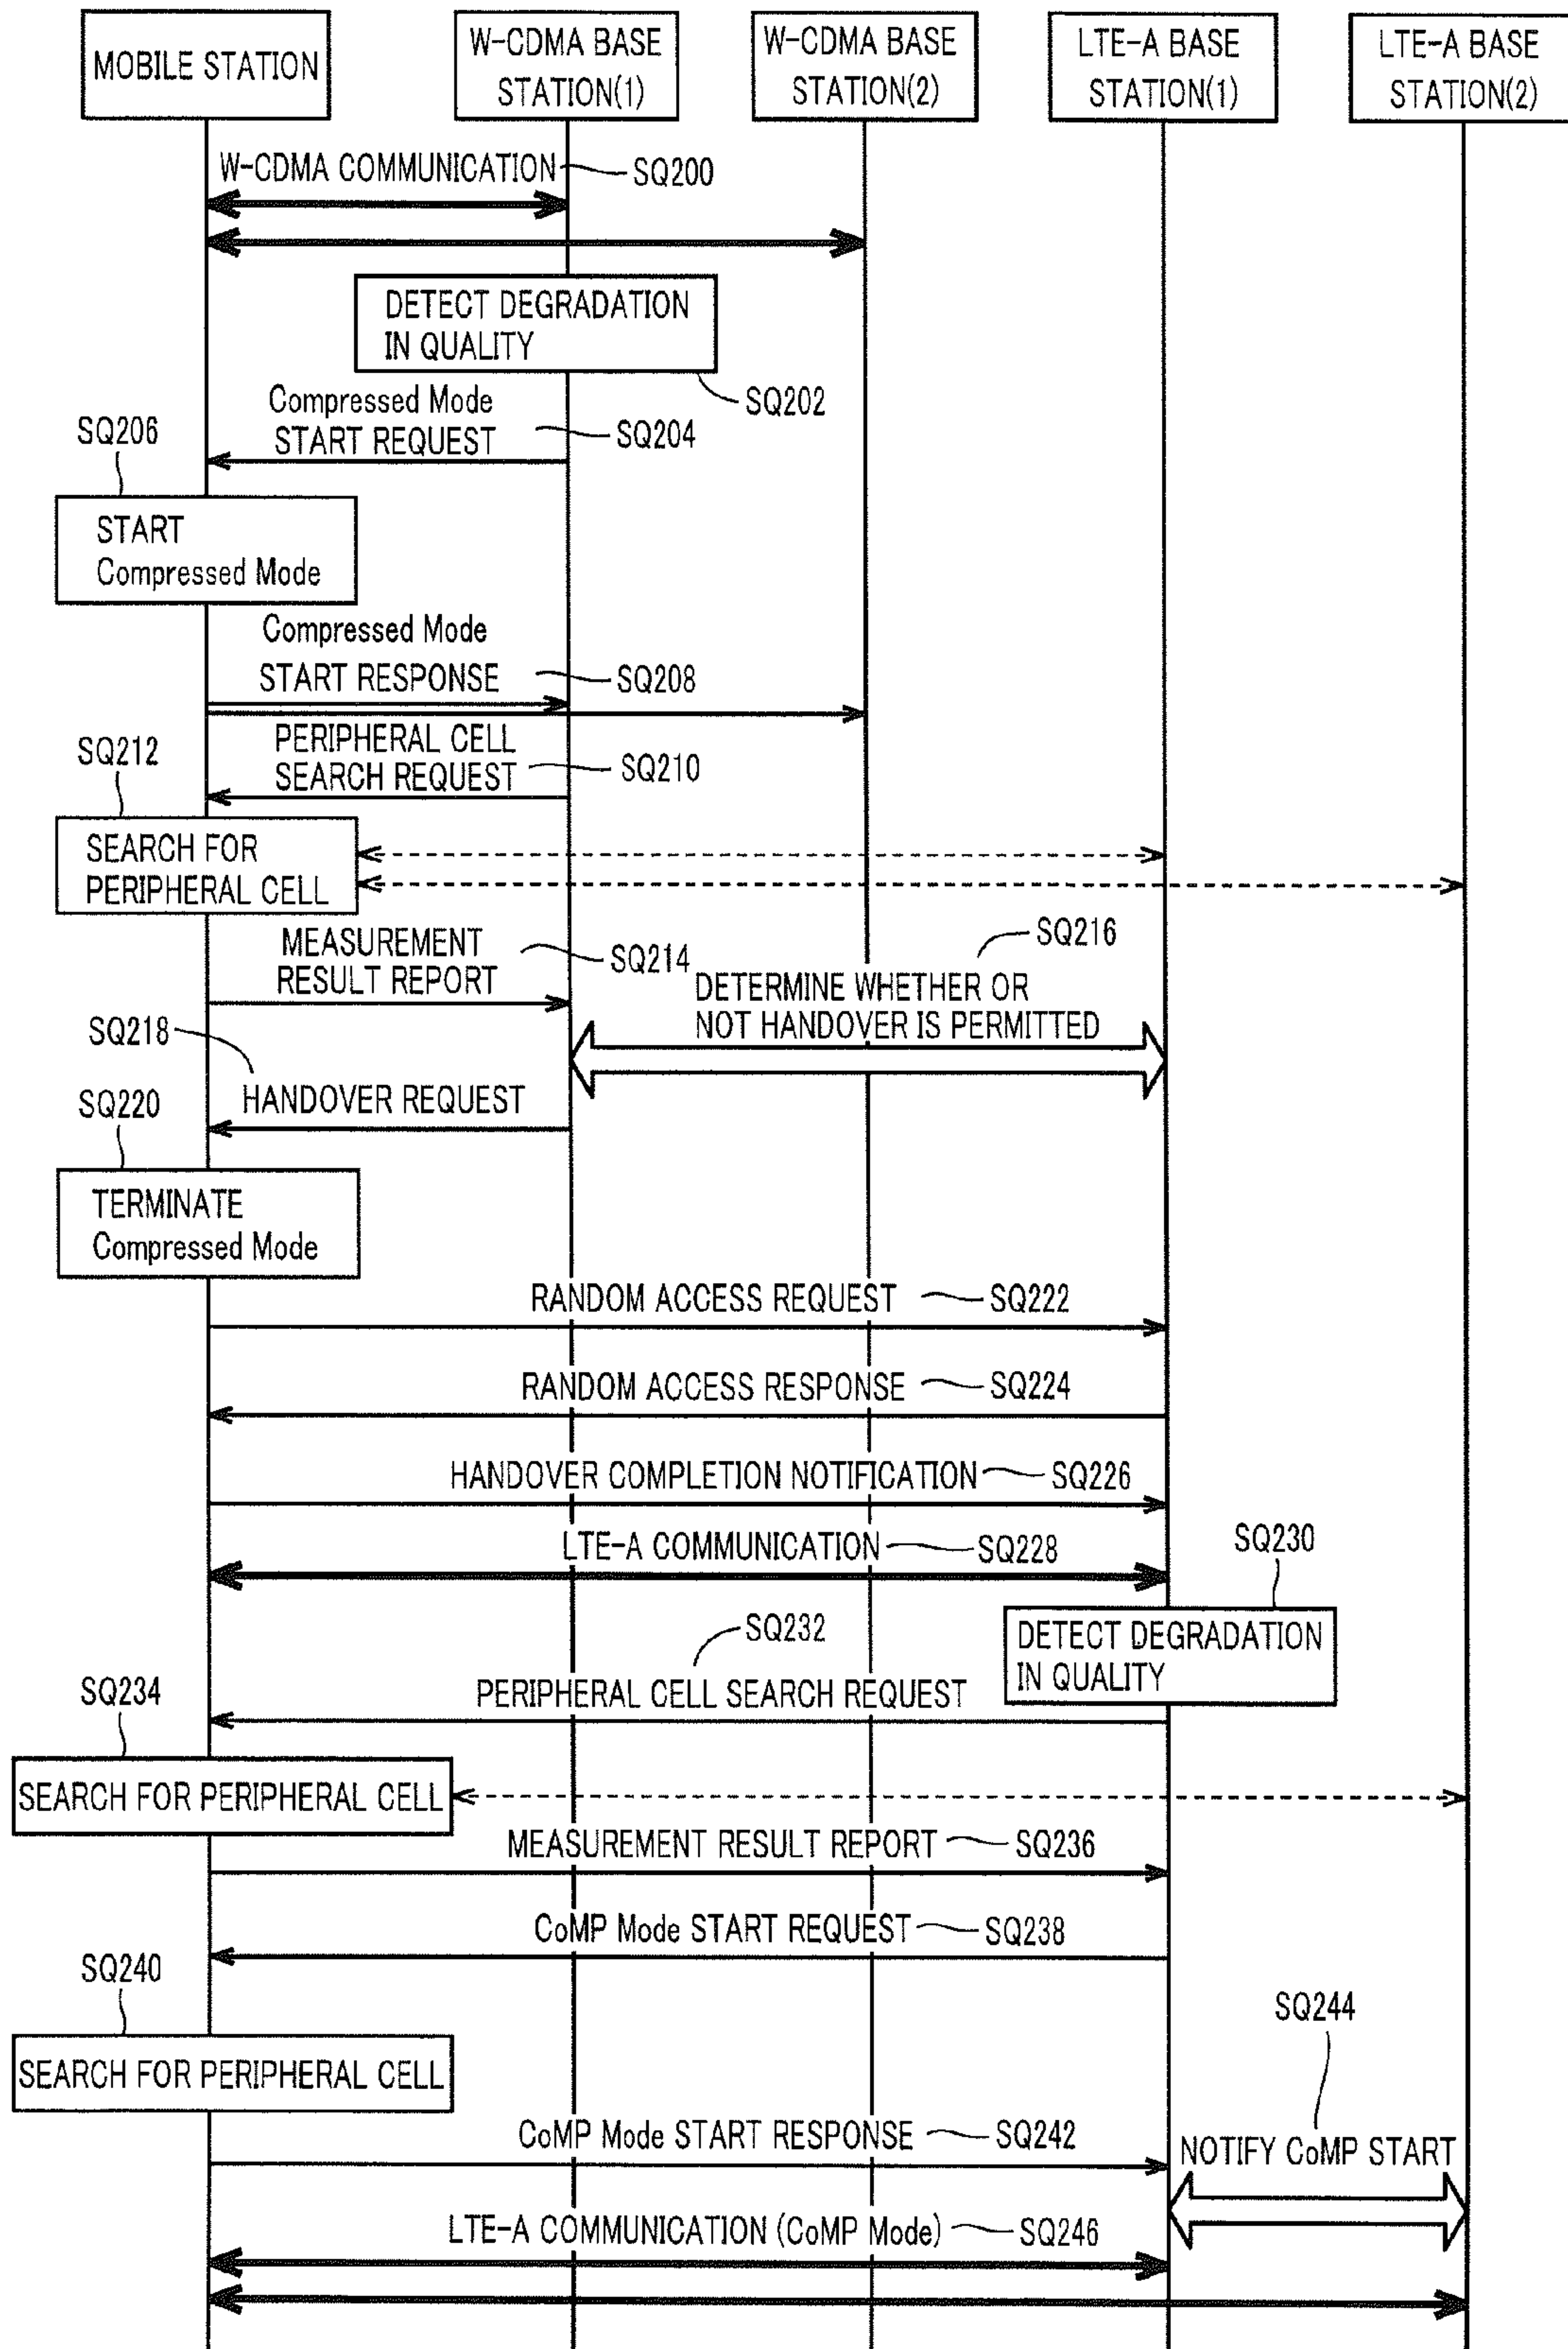 MOBILE STATION
W-CDMA BASE
STATION(1)
W-CDMA BASE
STATION(2)
LTE-A BASE
STATION(1)
LTE-A BASE
STATION(2)
W-CDMA COMMUNICATION
SQ200
DETECT DEGRADATION
IN QUALITY
SQ202
Compressed Mode
START REQUEST
SQ204
SQ206
START
Compressed Mode
Compressed Mode
START RESPONSE
SQ208
PERIPHERAL CELL
SEARCH REQUEST
SQ210
SQ212
SEARCH FOR
PERIPHERAL CELL
MEASUREMENT
RESULT REPORT
SQ214
SQ216
DETERMINE WHETHER OR
NOT HANDOVER IS PERMITTED
SQ218
HANDOVER REQUEST
SQ220
TERMINATE
Compressed Mode
RANDOM ACCESS REQUEST
SQ222
RANDOM ACCESS RESPONSE
SQ224
HANDOVER COMPLETION NOTIFICATION
SQ226
LTE-A COMMUNICATION
SQ228
SQ230
DETECT DEGRADATION
IN QUALITY
SQ232
PERIPHERAL CELL SEARCH REQUEST
SQ234
SEARCH FOR PERIPHERAL CELL
MEASUREMENT RESULT REPORT
SQ236
CoMP Mode START REQUEST
SQ238
SQ240
SEARCH FOR PERIPHERAL CELL
CoMP Mode START RESPONSE
SQ242
SQ244
NOTIFY CoMP START
LTE-A COMMUNICATION (CoMP Mode)
SQ246